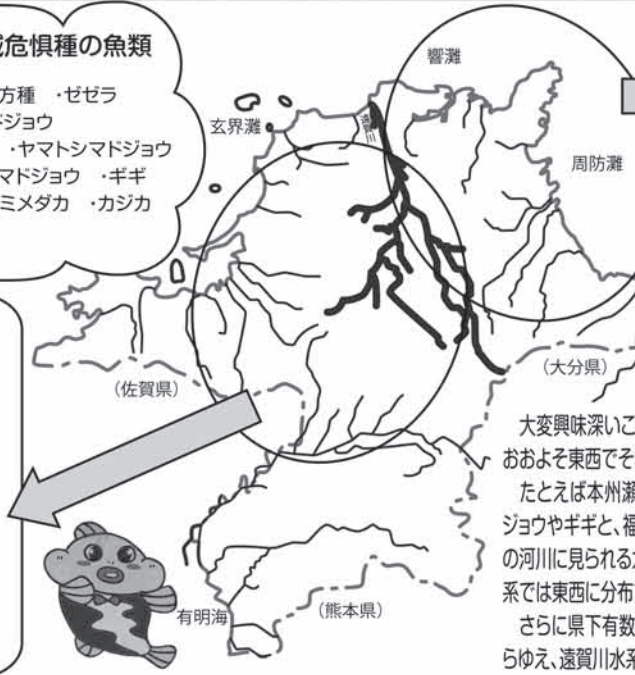 滅危惧種の魚類
方種 ・ゼゼラ
ドジョウ
・ヤマトシマドジョウ
マドジョウ ・ギギ
ミメダカ ・カジカ
響灘
玄界灘
遠賀川
周防灘
(佐賀県)
(大分県)
有明海
(熊本県)
大変興味深いこ
おおよそ東西でそ
たとえば本州瀬
ジョウやギギと、福
の河川に見られる
系では東西に分布
さらに県下有数
らゆえ、遠賀川水系